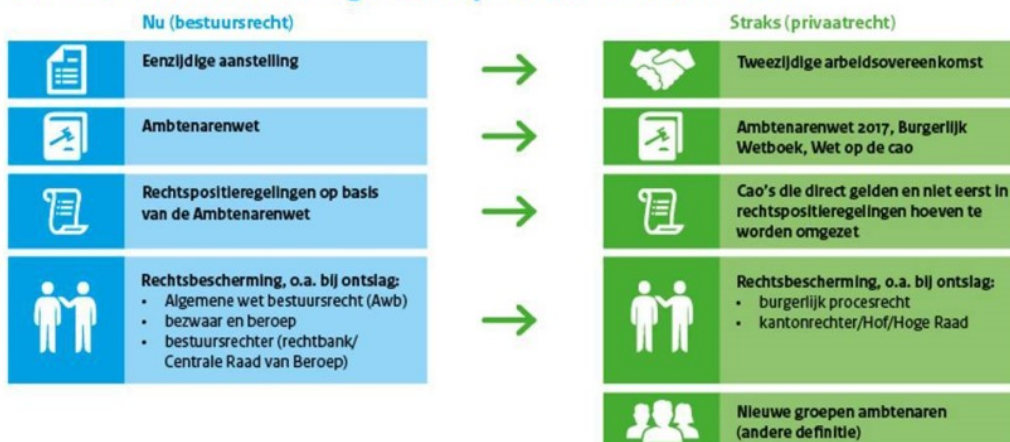 Nu (bestuursrecht)
Straks (privaatrecht)
Eenzijdige aanstelling
Tweezijdige arbeidsovereenkomst
Ambtenarenwet
Ambtenarenwet 2017, Burgerlijk
Wetboek, Wet op de cao
Rechtspositieregelingen op basis
van de Ambtenarenwet
Cao's die direct gelden en niet eerst in
rechtspositieregelingen hoeven te
worden omgezet
Rechtsbescherming, o.a. bij ontslag:
• Algemene wet bestuursrecht (Awb)
• bezwaar en beroep
• bestuursrechter (rechtbank/
Centrale Raad van Beroep)
Rechtsbescherming, o.a. bij ontslag:
• burgerlijk procesrecht
• kantonrechter/Hof/Hoge Raad
Nieuwe groepen ambtenaren
(andere definitie)